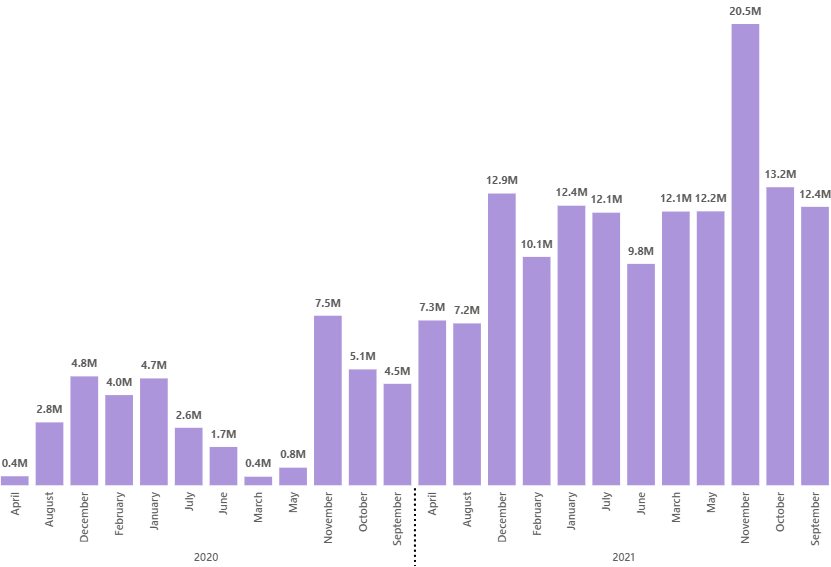 20.5M
13.2M
12.9M
12.4M
12.1M
12.1M
12.2M
12.4M
10.1M
9.8M
7.5M
7.3M
7.2M
5.1M
4.8M
4.7M
4.5M
4.0M
2.8M
2.6M
1.7M
0.4M
0.4M
0.8M
April
August
December
February
January
July
June
March
May
November
October
September
April
August
December
February
January
July
June
March
May
November
October
September
2020
2021